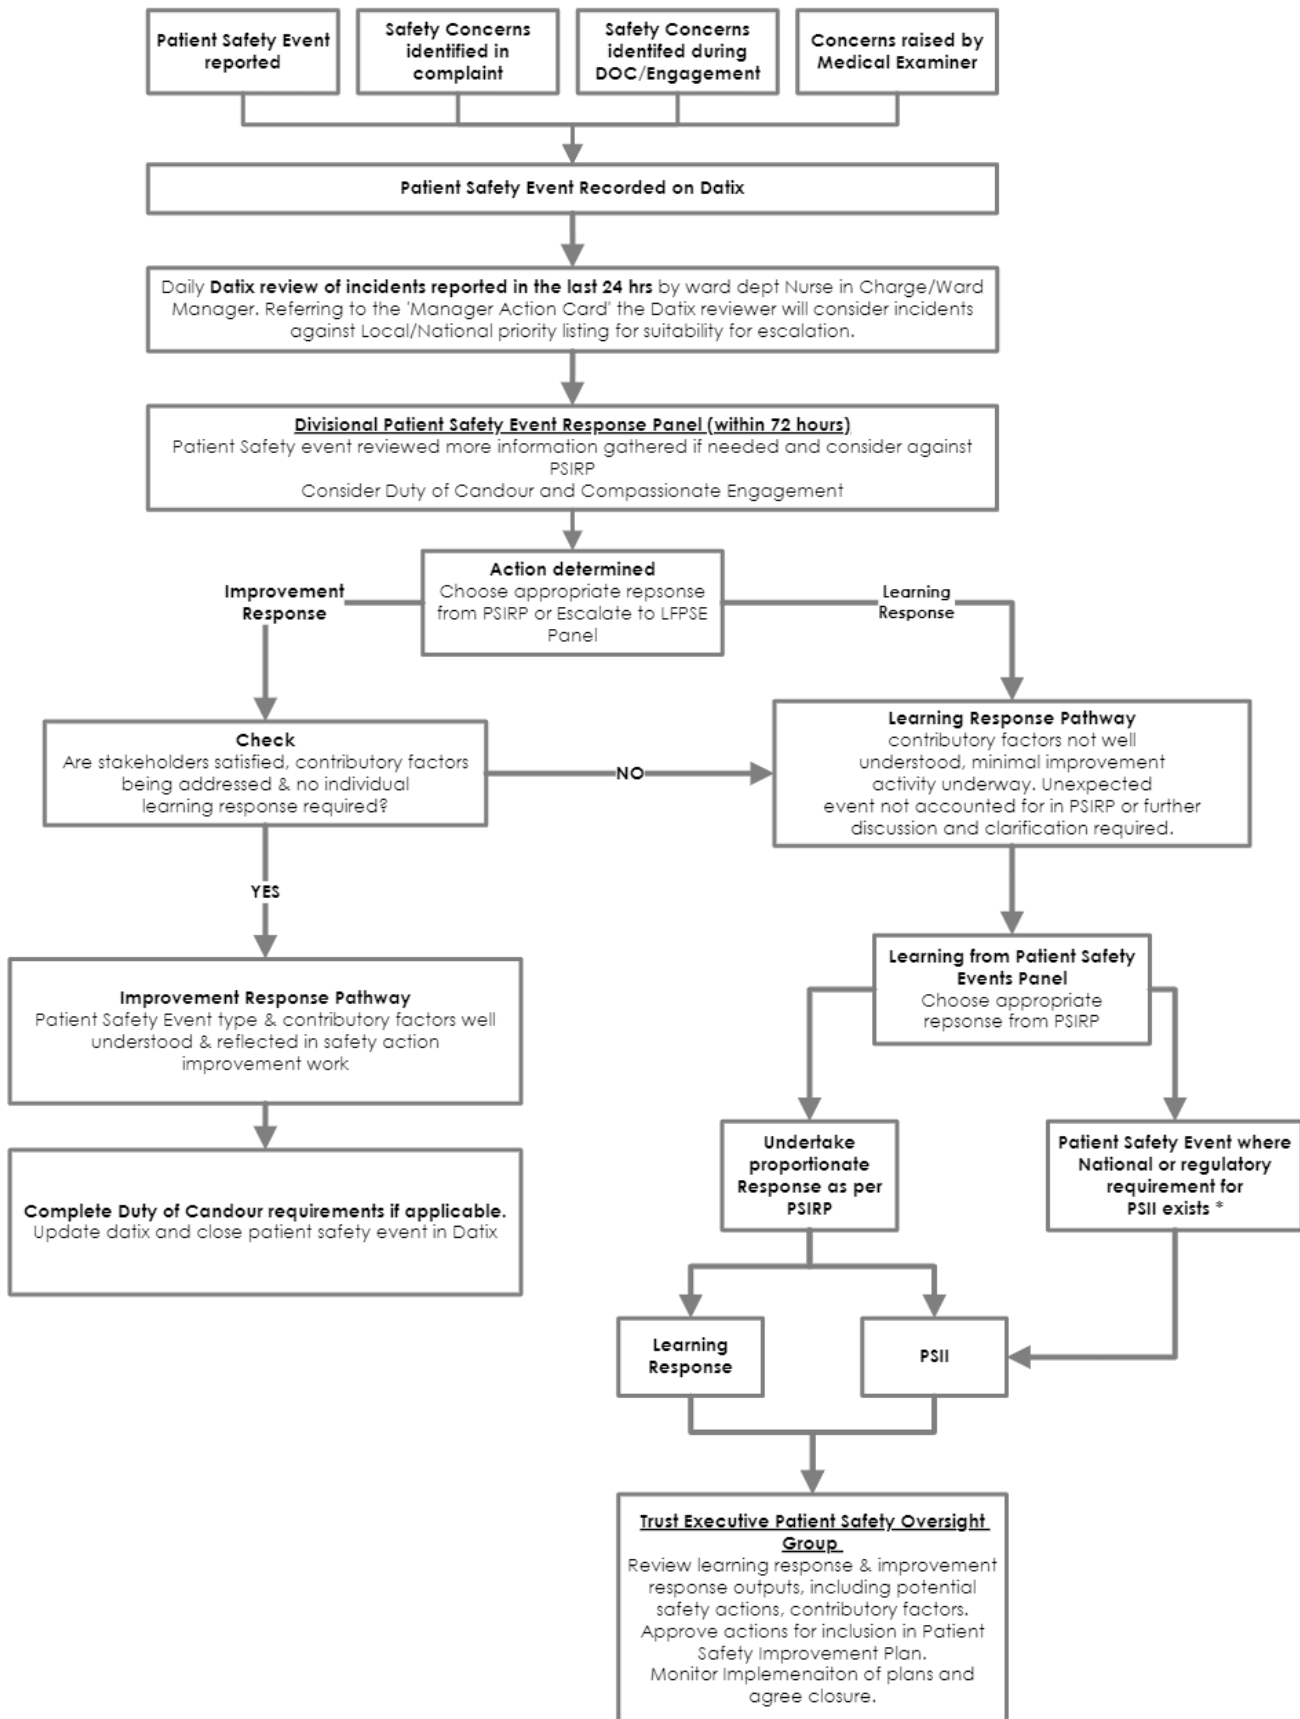 Patient Safety Event
reported
Safety Concerns
identified in
complaint
Safety Concerns
identifed during
DOC/Engagement
Concerns raised by
Medical Examiner
Patient Safety Event Recorded on Datix
Daily Datix review of incidents reported in the last 24 hrs by ward dept Nurse in Charge/Ward
Manager. Referring to the 'Manager Action Card' the Datix reviewer will consider incidents
against Local/National priority listing for suitability for escalation.
Divisional Patient Safety Event Response Panel (within 72 hours)
Patient Safety event reviewed more information gathered if needed and consider against
PSIRP
Consider Duty of Candour and Compassionate Engagement
Action determined
Choose appropriate repsonse
from PSIRP or Escalate to LFPSE
Panel
Improvement
Response
Learning
Response
Check
Are stakeholders satisfied, contributory factors
being addressed & no individual
learning response required?
NO
Learning Response Pathway
contributory factors not well
understood, minimal improvement
activity underway. Unexpected
event not accounted for in PSIRP or further
discussion and clarification required.
YES
Improvement Response Pathway
Patient Safety Event type & contributory factors well
understood & reflected in safety action
improvement work
Learning from Patient Safety
Events Panel
Choose appropriate
repsonse from PSIRP
Complete Duty of Candour requirements if applicable.
Update datix and close patient safety event in Datix
Undertake
proportionate
Response as per
PSIRP
Patient Safety Event where
National or regulatory
requirement for
PSII exists *
Learning
Response
PSII
Trust Executive Patient Safety Oversight
Group
Review learning response & improvement
response outputs, including potential
safety actions, contributory factors.
Approve actions for inclusion in Patient
Safety Improvement Plan.
Monitor Implemenaiton of plans and
agree closure.